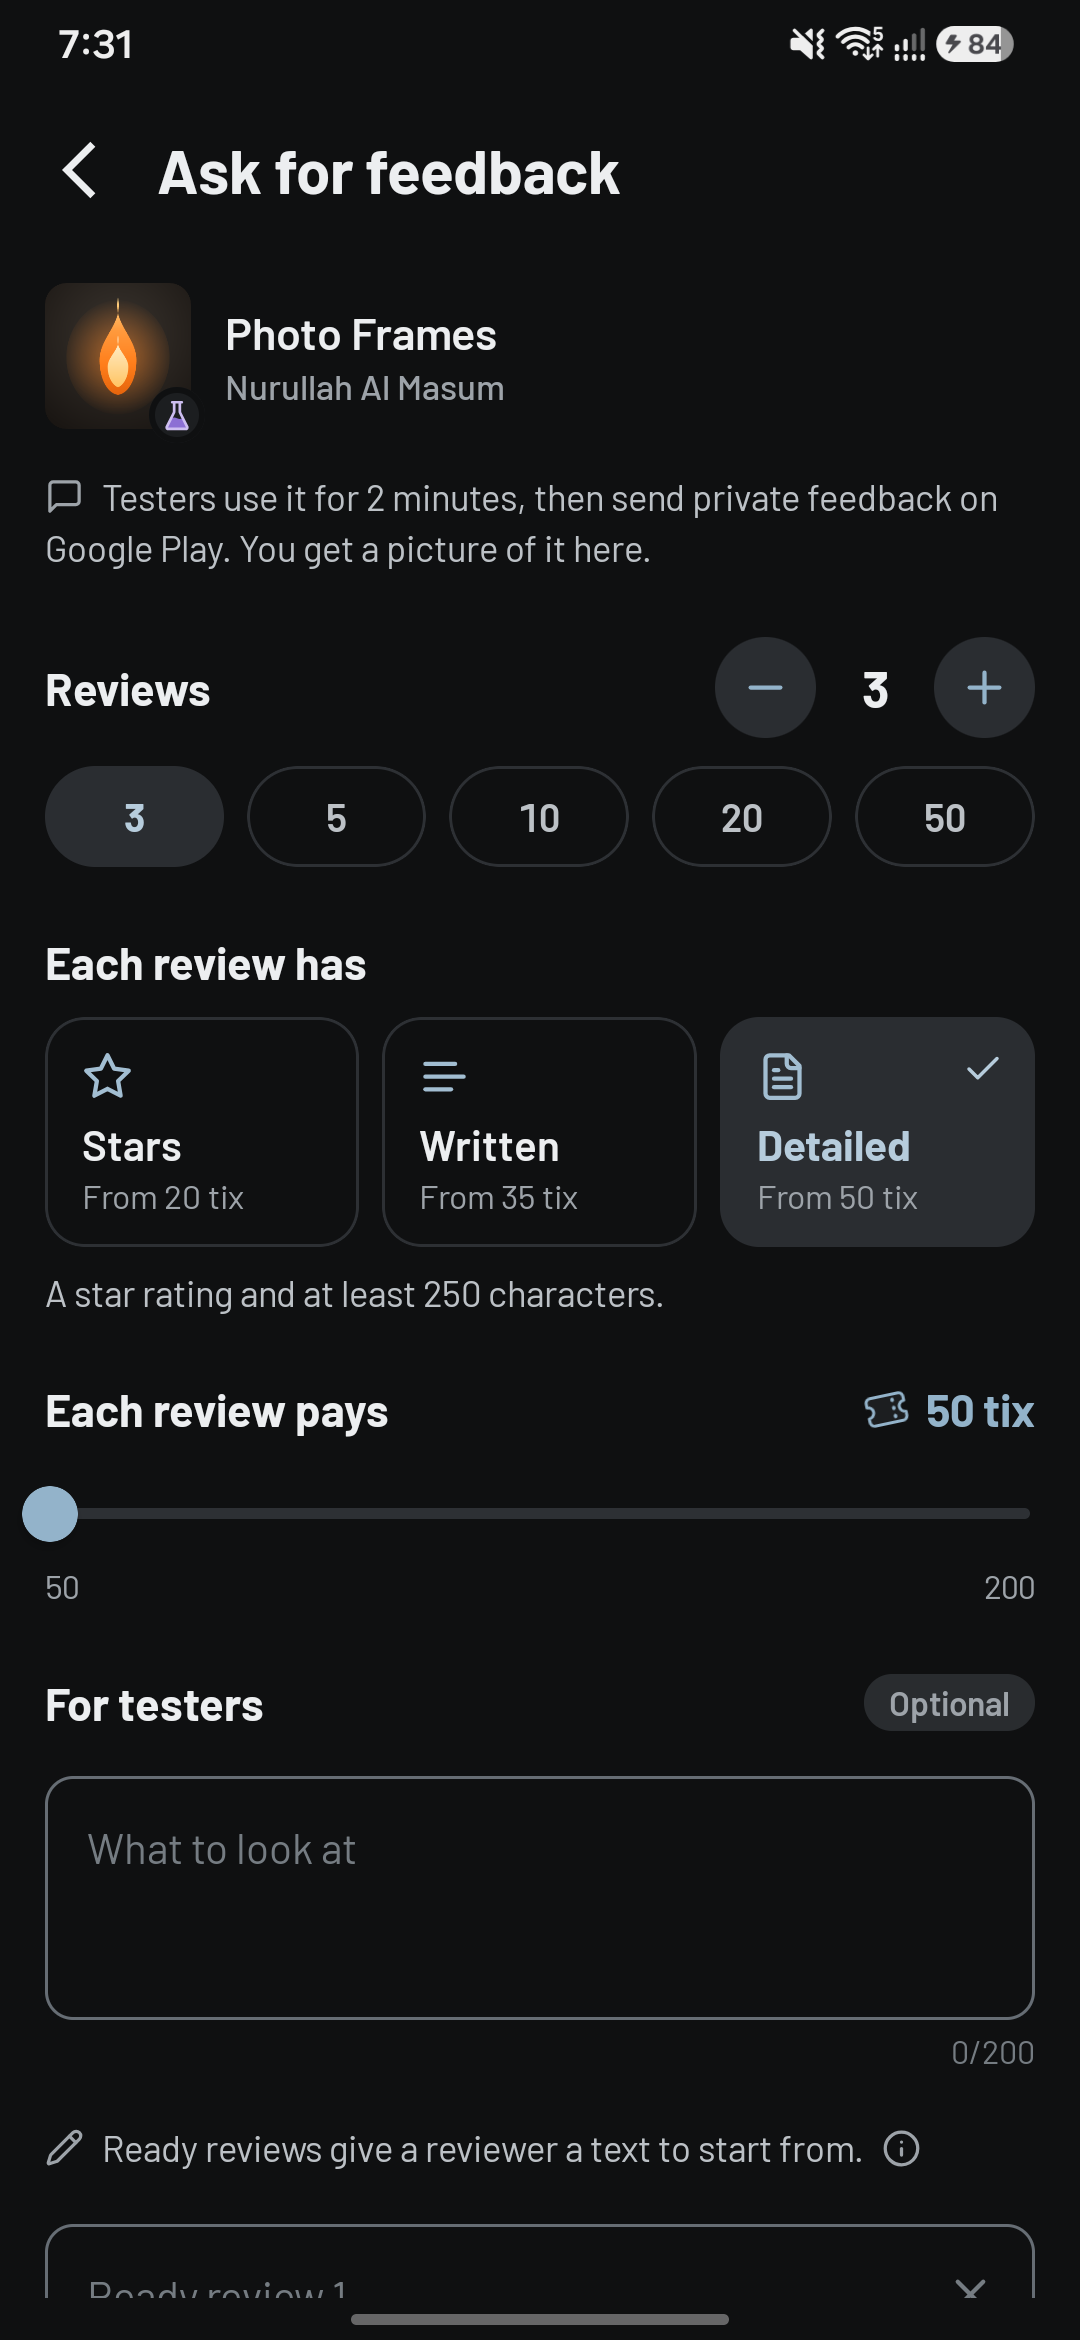 7:31
5
84
Ask for feedback
Photo Frames
Nurullah Al Masum
Testers use it for 2 minutes, then send private feedback on
Google Play. You get a picture of it here.
Reviews
3
3 5 10 20 50
Each review has
Stars Written Detailed
From 20 tix From 35 tix From 50 tix
A star rating and at least 250 characters.
Each review pays 50 tix
50 200
For testers Optional
What to look at
0/200
Ready reviews give a reviewer a text to start from.
Ready review 1